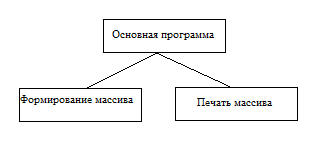 Основная программа
Формирование массива
Печать массива